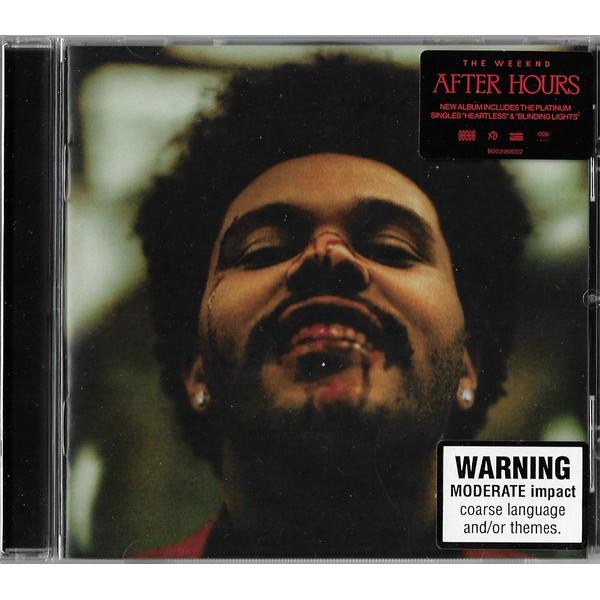 THE WEEKND
AFTER HOURS
NEW ALBUM INCLUDES THE PLATINUM
SINGLES "HEARTLESS" & "BLINDING LIGHTS"
XO
B003189002
WARNING
MODERATE impact
coarse language
and/or themes.